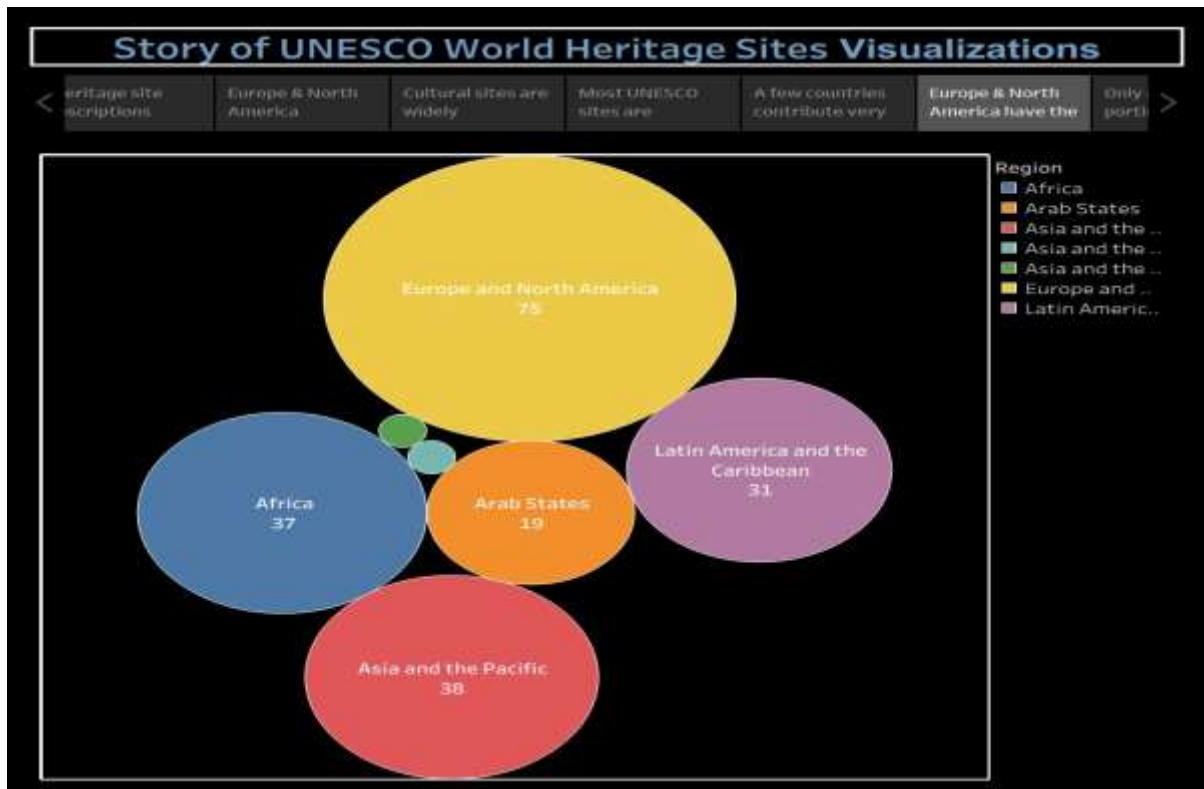 Story of UNESCO World Heritage Sites Visualizations
<
eritage site
scriptions
Europe & North
America
Cultural sites are
widely
Most UNESCO
sites are
A few countries
contribute very
Europe & North
America have the
Only
porti
>
Region
Africa
Arab States
Asia and the ..
Asia and the ..
Asia and the ..
Europe and ..
Latin Americ..
Europe and North America
75
Latin America and the
Caribbean
31
Africa
37
Arab States
19
Asia and the Pacific
38